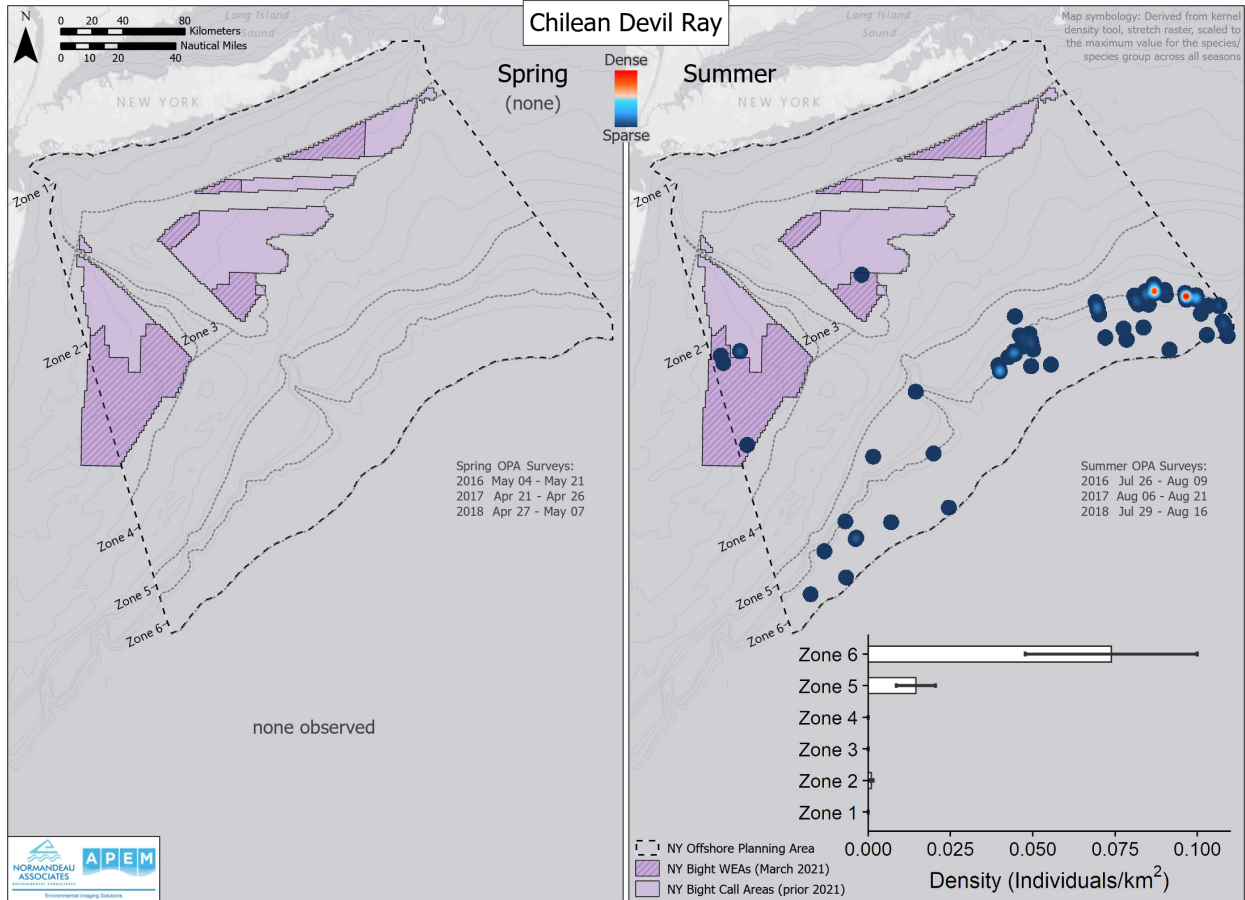 Chilean Devil Ray
N
0 20 40 80
Kilometers
Nautical Miles
0 10 20 40
Long Island
Sound
NEW YORK
Spring
(none)
Dense
Sparse
Summer
Long Island
Sound
NEW YORK
Map symbology: Derived from kernel
density tool, stretch raster, scaled to
the maximum value for the species/
species group across all seasons
Zone 1
Zone 2
Zone 3
Zone 4
Zone 5
Zone 6
Spring OPA Surveys:
2016 May 04 - May 21
2017 Apr 21 - Apr 26
2018 Apr 27 - May 07
none observed
Zone 1
Zone 2
Zone 3
Zone 4
Zone 5
Zone 6
Summer OPA Surveys:
2016 Jul 26 - Aug 09
2017 Aug 06 - Aug 21
2018 Jul 29 - Aug 16
Zone 6
Zone 5
Zone 4
Zone 3
Zone 2
Zone 1
0.000 0.025 0.050 0.075 0.100
Density (Individuals/km²)
NY Offshore Planning Area
NY Bight WEAs (March 2021)
NY Bight Call Areas (prior 2021)
NORMANDEAU
ASSOCIATES
ENVIRONMENTAL CONSULTANTS
APEM
Environmental Imaging Solutions